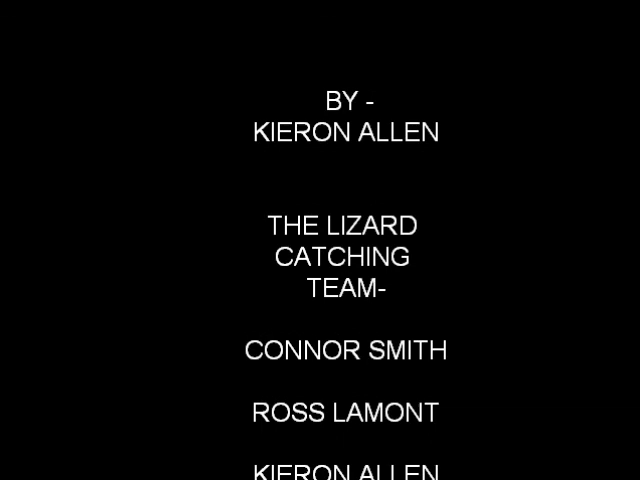 BY -
KIERON ALLEN
THE LIZARD
CATCHING
TEAM-
CONNOR SMITH
ROSS LAMONT
KIERON ALLEN